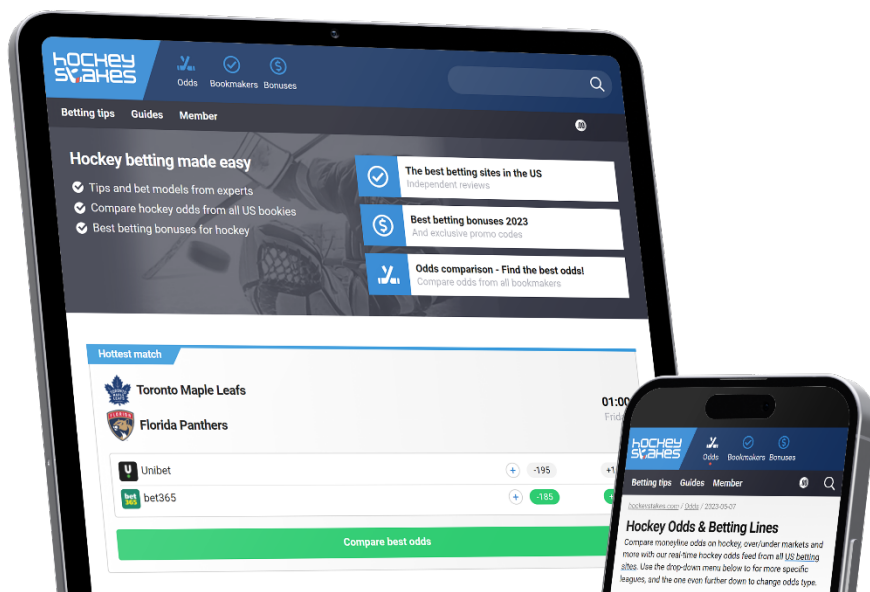 HOCKEY
STAKES
Odds
Bookmakers
Bonuses
Betting tips
Guides
Member
Hockey betting made easy
Tips and bet models from experts
Compare hockey odds from all US bookies
Best betting bonuses for hockey
The best betting sites in the US
Independent reviews
Best betting bonuses 2023
And exclusive promo codes
Odds comparison - Find the best odds!
Compare odds from all bookmakers
Hottest match
Toronto Maple Leafs
01:00
Florida Panthers
Unibet
+
-195
bet365
+
-185
Compare best odds
HOCKEY
STAKES
Odds
Bookmakers
Bonuses
Betting tips
Guides
Member
hockeystakes.com / Odds / 2023-05-07
Hockey Odds & Betting Lines
Compare moneyline odds on hockey, over/under markets and
more with our real-time hockey odds feed from all US betting
sites. Use the drop-down menu below to for more specific
leagues, and the one even further down to change odds type.